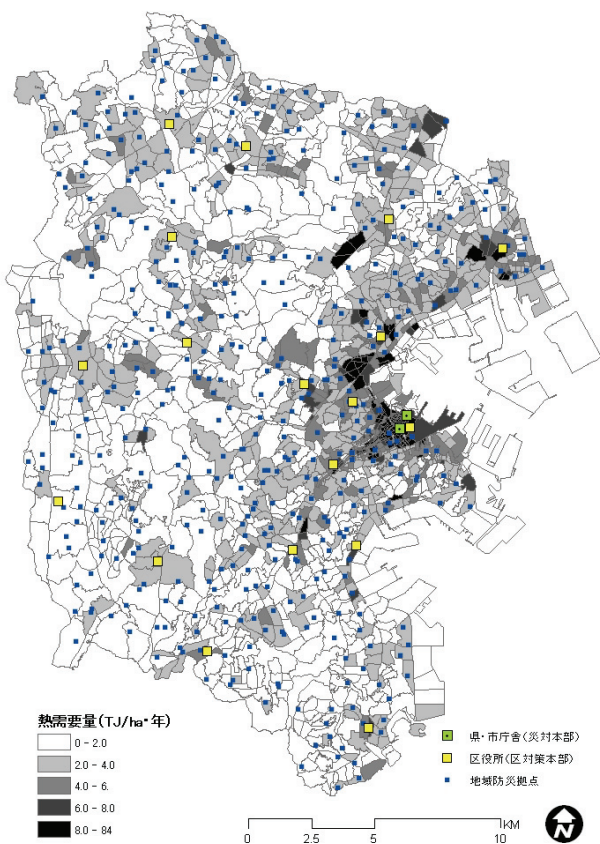 熱需要量(TJ/ha・年)
0 - 2.0
2.0 - 4.0
4.0 - 6.
6.0 - 8.0
8.0 - 84
県・市庁舎(災対本部)
区役所(区対策本部)
地域防災拠点
KM
0 2.5 5 10
N